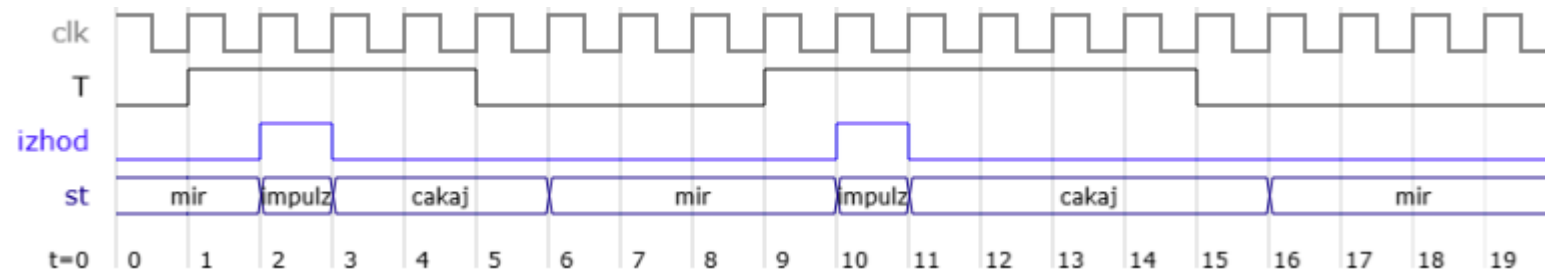 clk
T
izhod
st mir impulz cakaj mir impulz cakaj mir
t=0 0 1 2 3 4 5 6 7 8 9 10 11 12 13 14 15 16 17 18 19